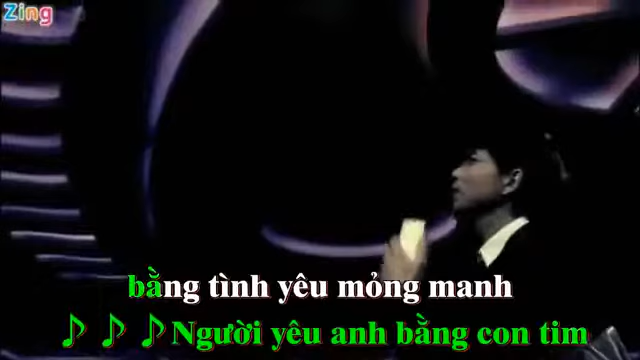 Zing
bằng tình yêu mỏng manh
♪ ♪ ♪ Người yêu anh bằng con tim